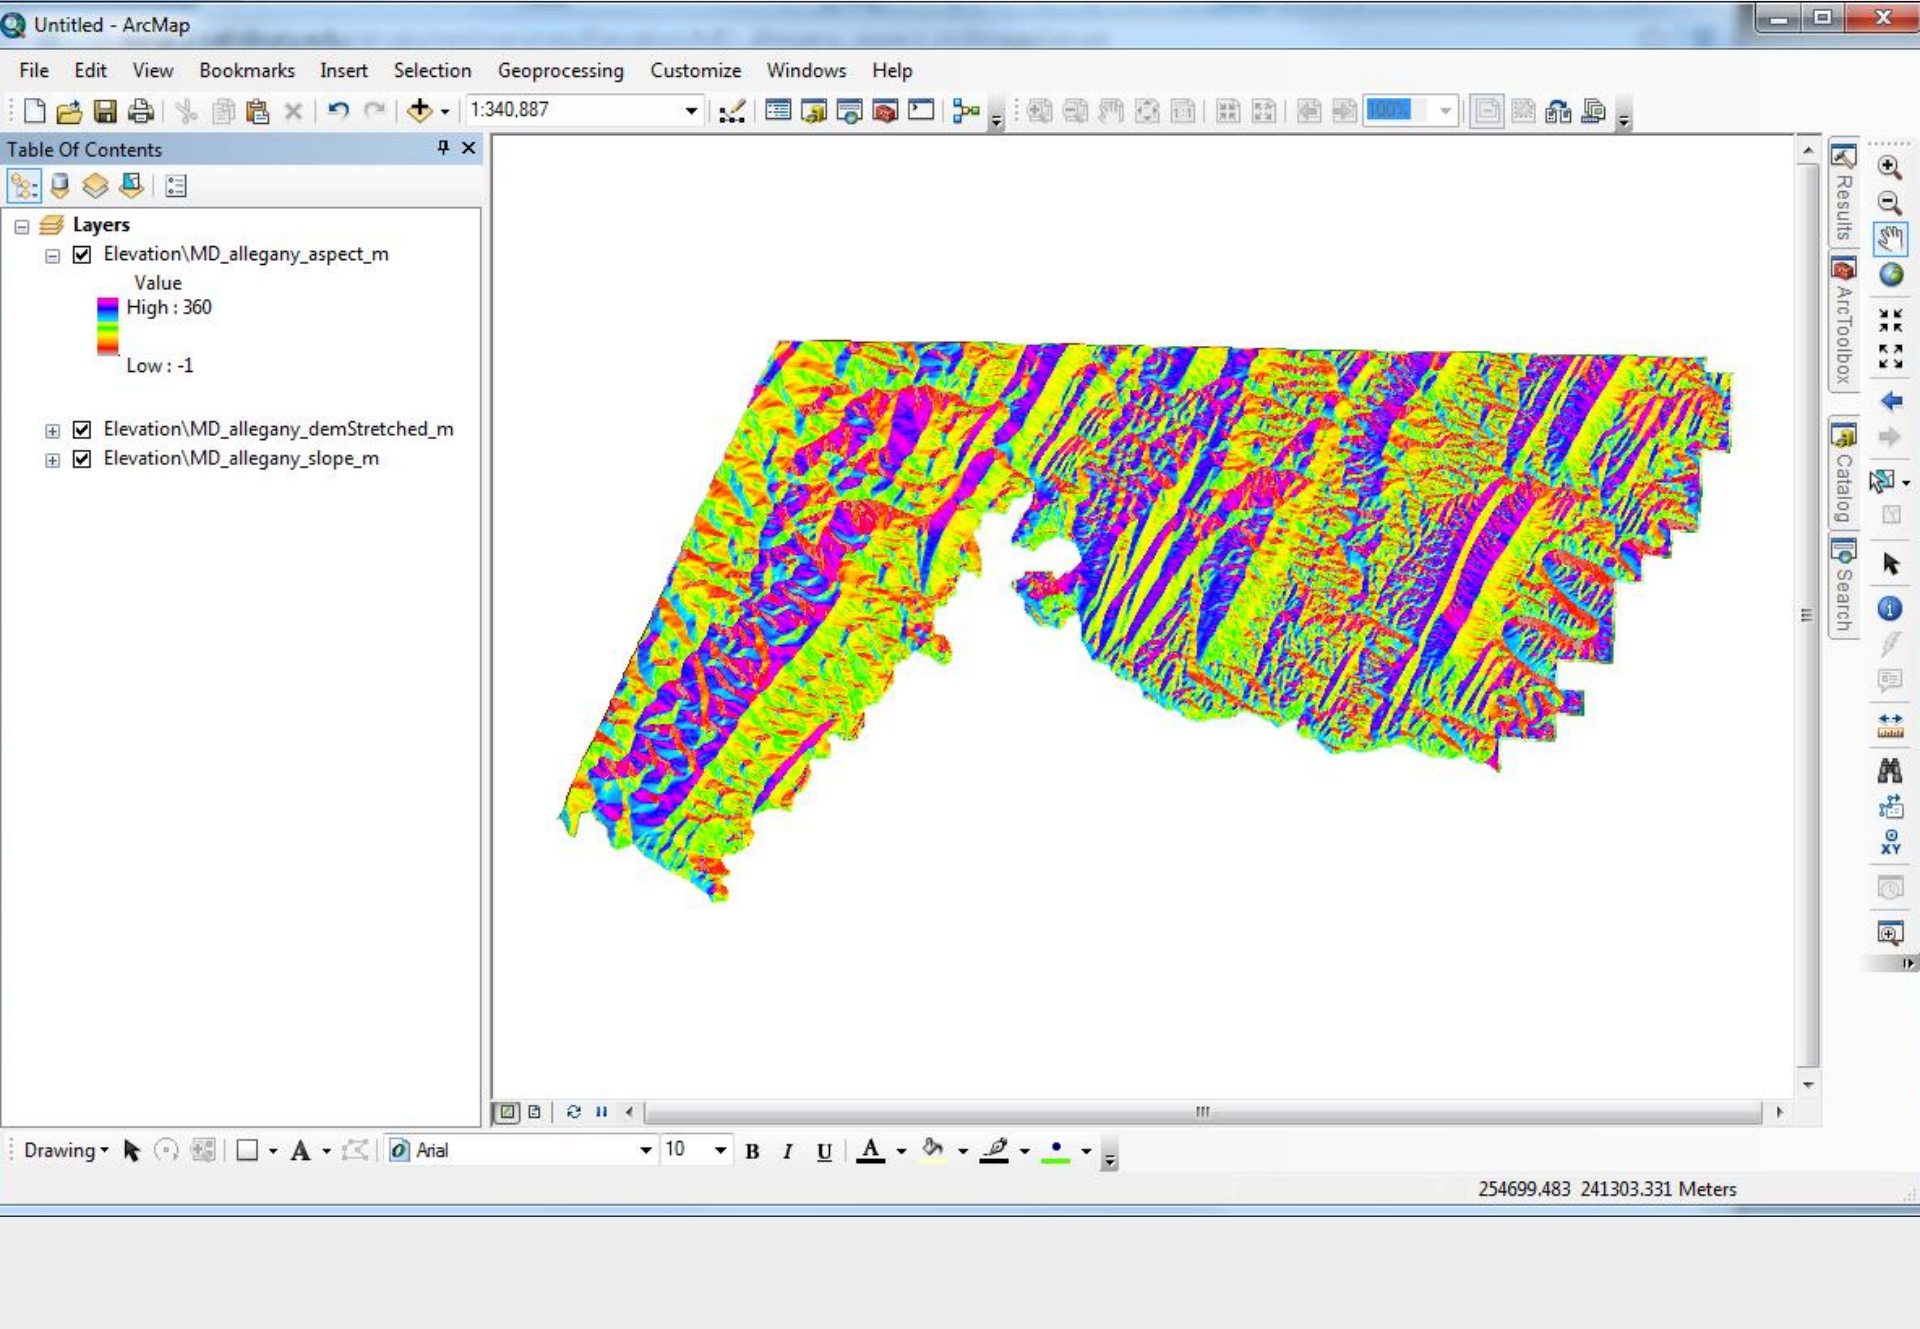 Untitled - ArcMap
File Edit View Bookmarks Insert Selection Geoprocessing Customize Windows Help
1:340,887 100%
Table Of Contents
Layers
Elevation\MD_allegany_aspect_m
Value
High : 360
Low : -1
Elevation\MD_allegany_demStretched_m
Elevation\MD_allegany_slope_m
Results
ArcToolbox
Catalog
Search
XY
Drawing A Arial 10 B I U A
254699.483 241303.331 Meters